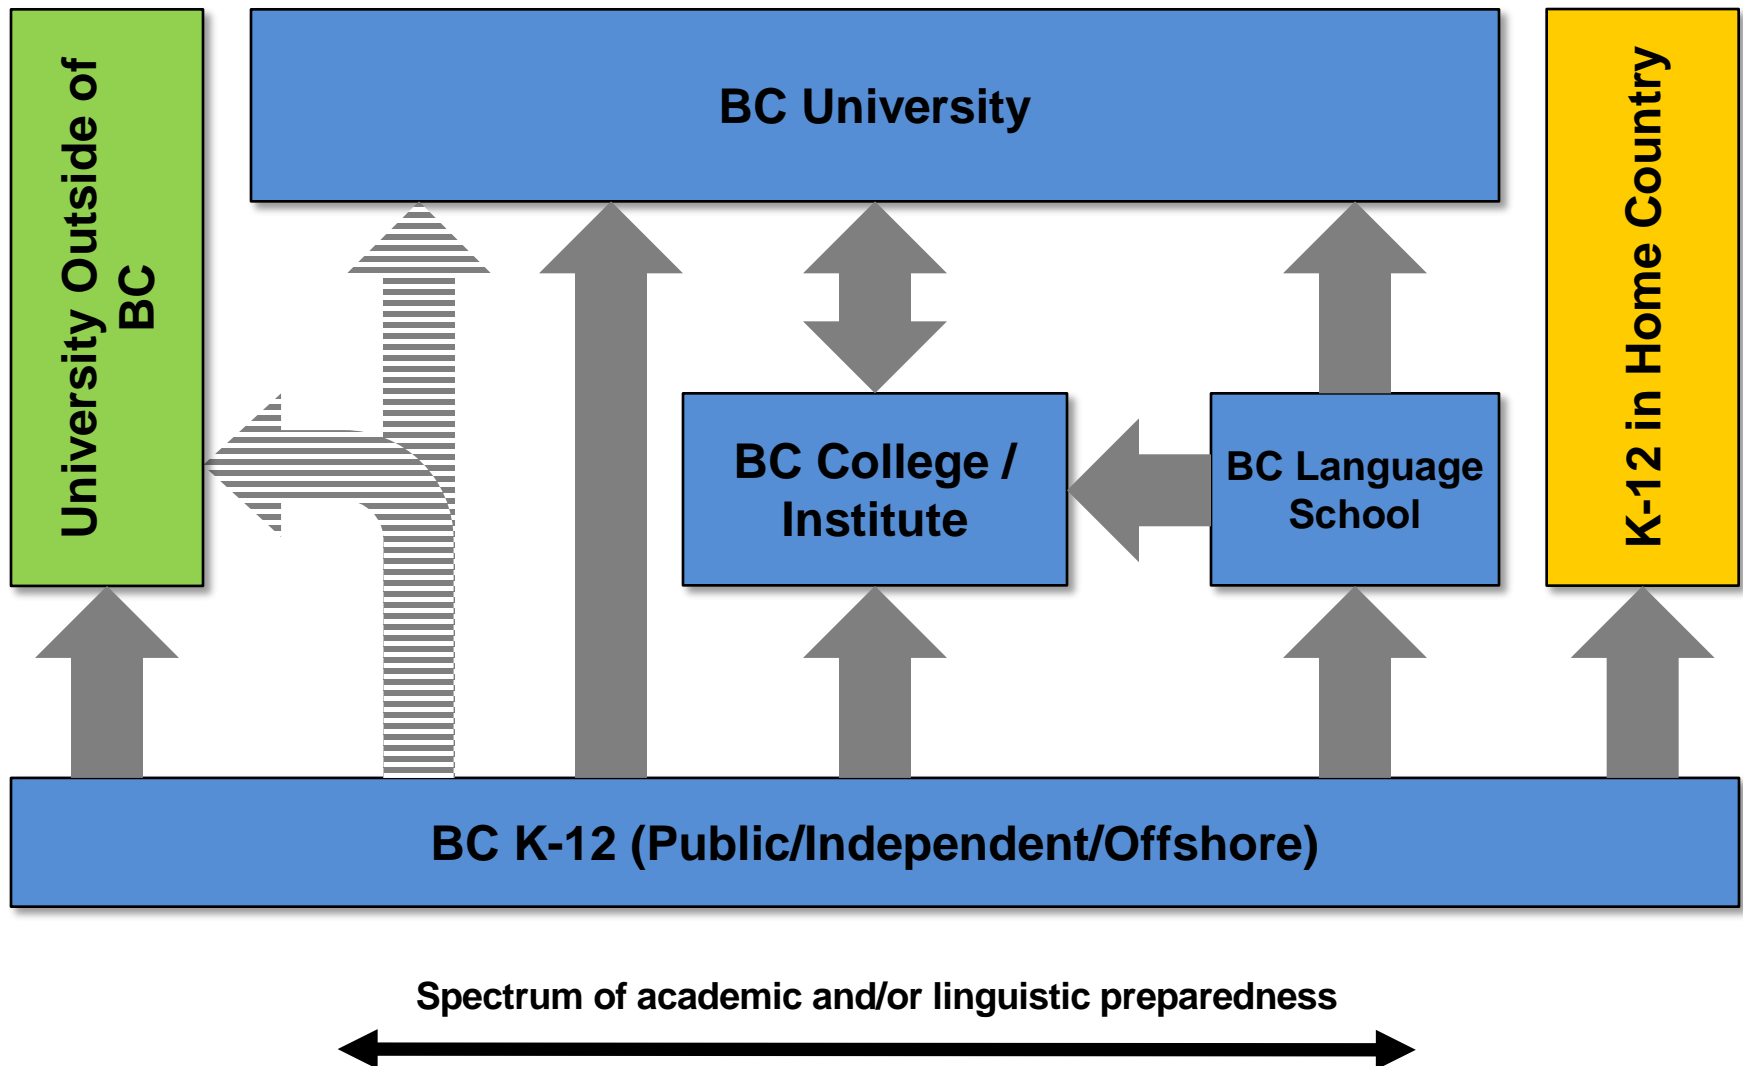 University Outside of
BC
BC University
K-12 in Home Country
BC College /
Institute
BC Language
School
BC K-12 (Public/Independent/Offshore)
Spectrum of academic and/or linguistic preparedness